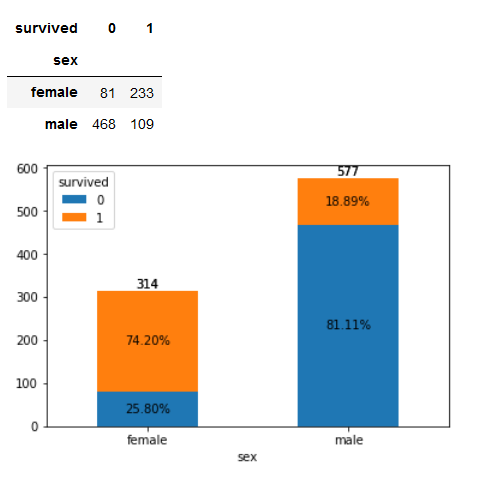 survived 0 1
sex
female 81 233
male 468 109
600
577
survived
0
1
18.89%
500
400
314
300
74.20%
81.11%
200
100
25.80%
0
female male
sex